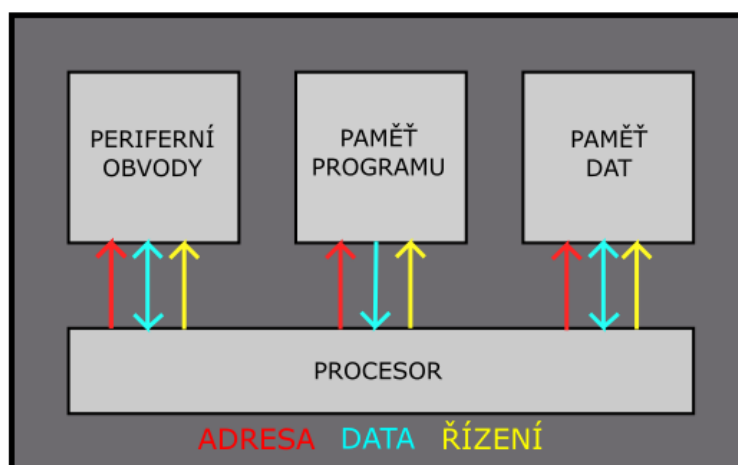 PERIFERNÍ
OBVODY
PAMĚŤ
PROGRAMU
PAMĚŤ
DAT
PROCESOR
ADRESA DATA ŘÍZENÍ